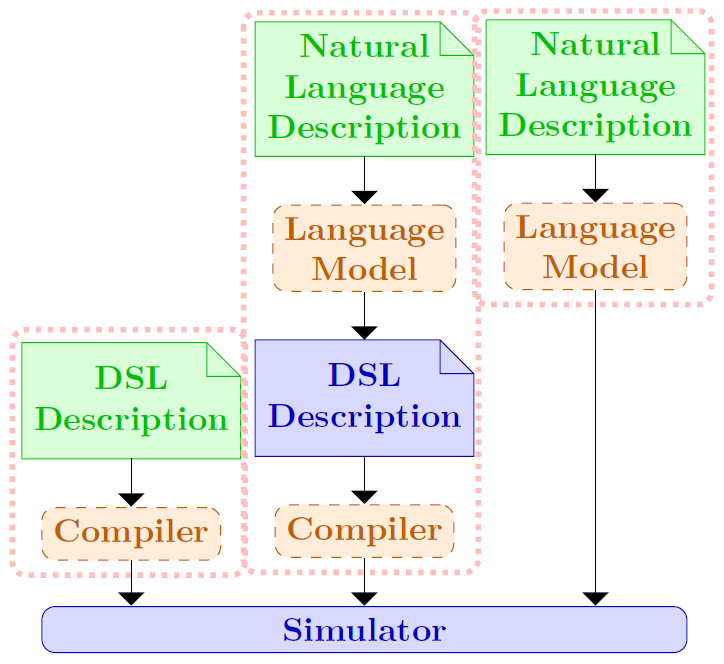 Natural
Language
Description
Language
Model
DSL
Description
Compiler
Natural
Language
Description
Language
Model
DSL
Description
Compiler
Simulator